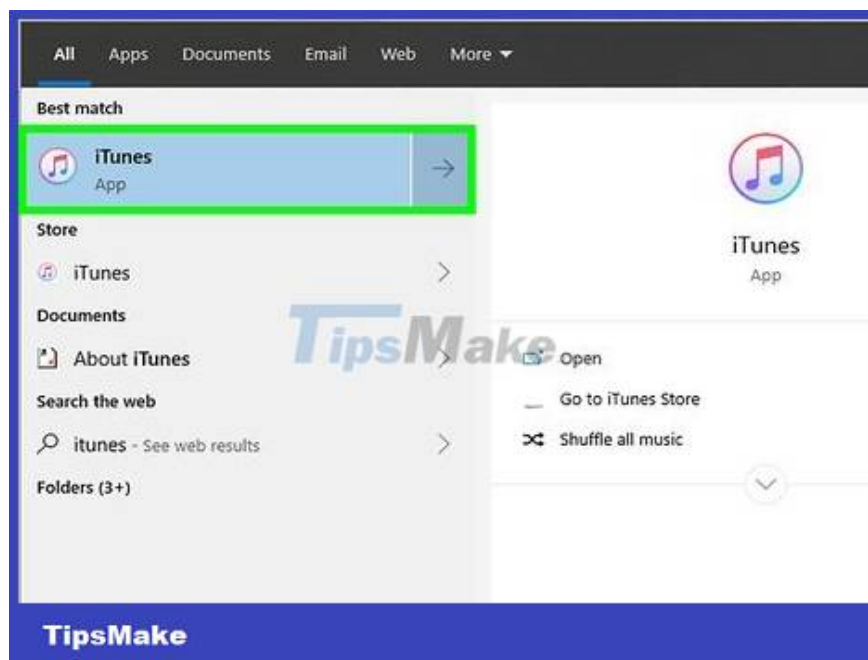 All Apps Documents Email Web More
Best match
iTunes
App
Store
iTunes
Documents
About iTunes
Search the web
itunes - See web results
Folders (3+)
iTunes
App
Open
Go to iTunes Store
Shuffle all music
TipsMake
TipsMake